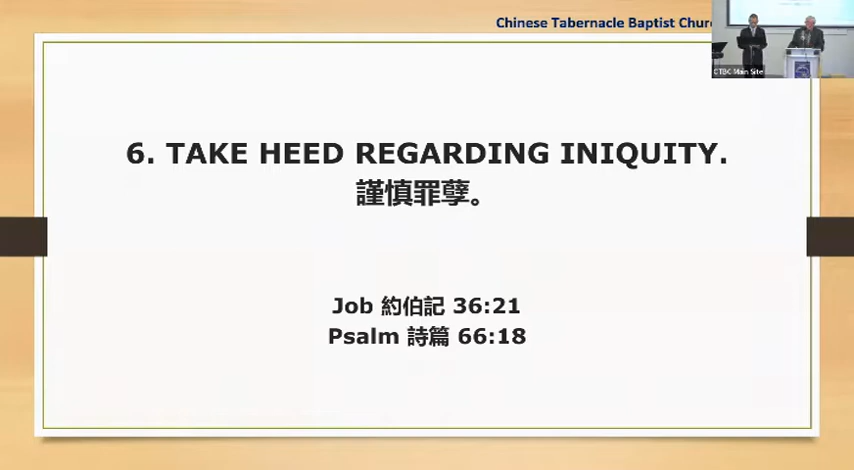 Chinese Tabernacle Baptist Churc
CTBC Main Site
6. TAKE HEED REGARDING INIQUITY.
謹慎罪孽。
Job 約伯記 36:21
Psalm 詩篇 66:18